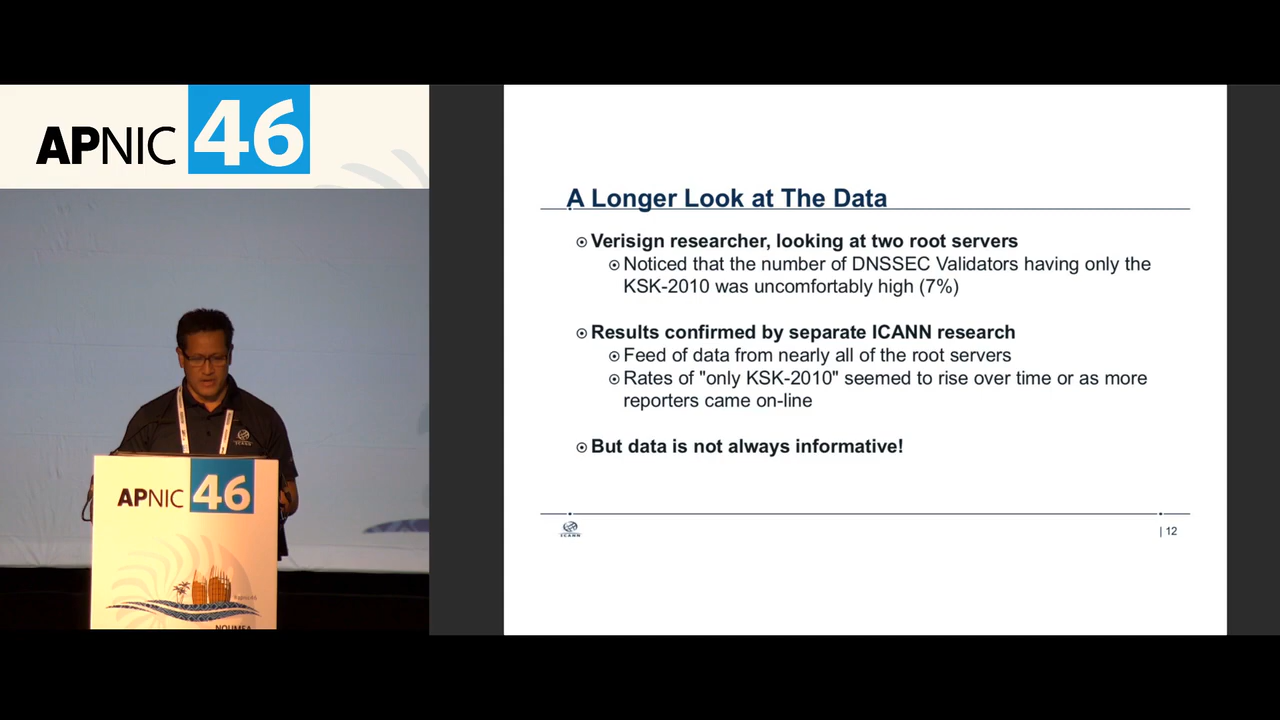 APNIC 46
A Longer Look at The Data
Verisign researcher, looking at two root servers
Noticed that the number of DNSSEC Validators having only the
KSK-2010 was uncomfortably high (7%)
Results confirmed by separate ICANN research
Feed of data from nearly all of the root servers
Rates of "only KSK-2010" seemed to rise over time or as more
reporters came on-line
But data is not always informative!
ICANN
| 12
APNIC 46
#apnic46
NOUMEA